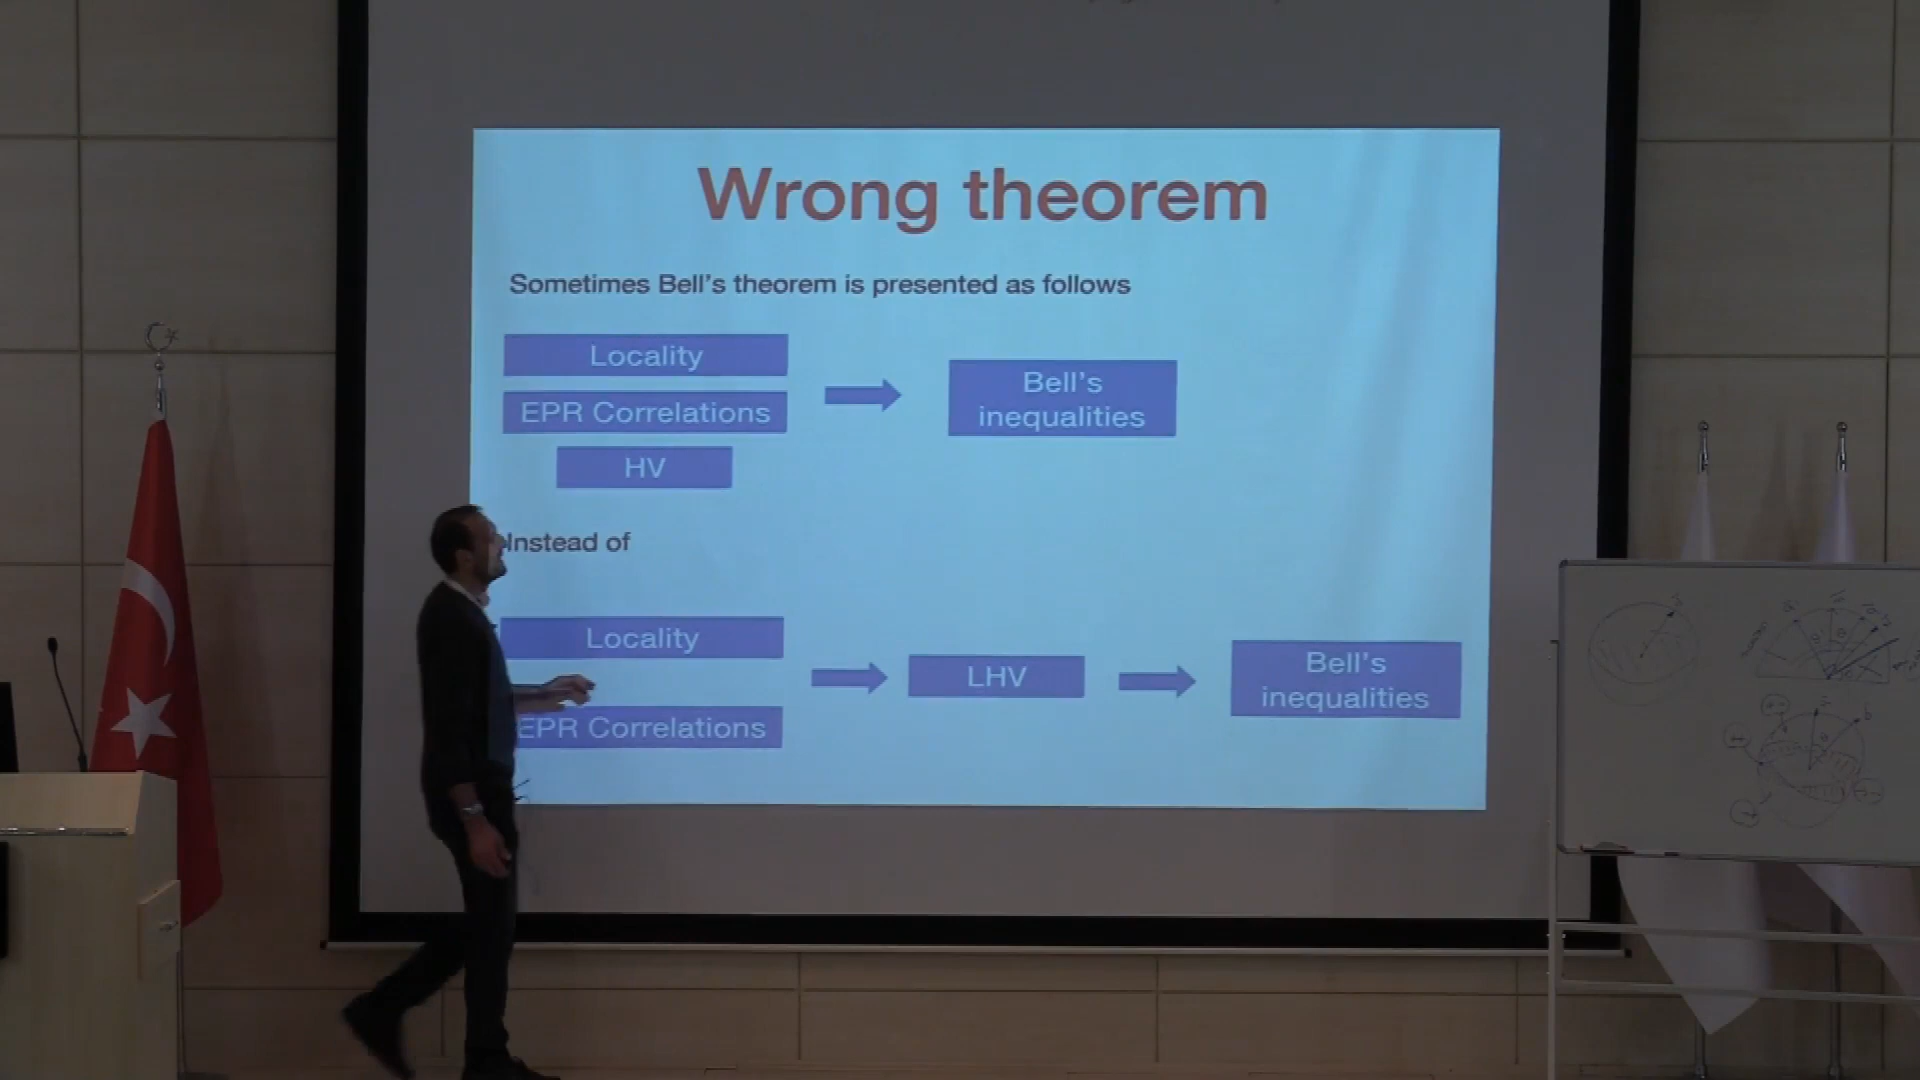 Wrong theorem
Sometimes Bell's theorem is presented as follows
Locality
EPR Correlations
HV
Bell's
inequalities
Instead of
Locality
EPR Correlations
LHV
Bell's
inequalities